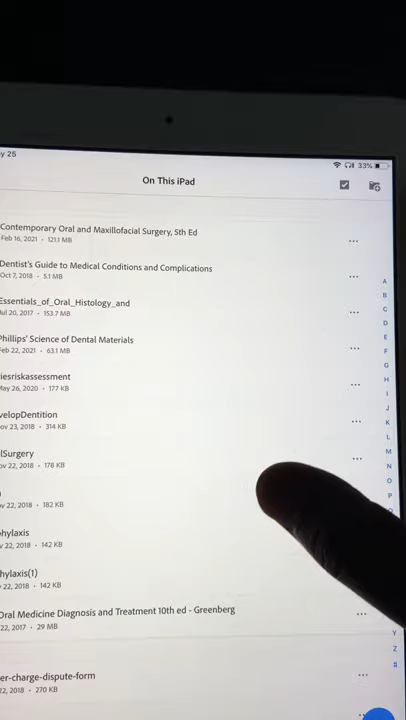 y 25
33%
On This iPad
Contemporary Oral and Maxillofacial Surgery, 5th Ed
Feb 16, 2021 • 121.1 MB
Dentist's Guide to Medical Conditions and Complications
Oct 7, 2018 • 5.1 MB
Essentials_of_Oral_Histology_and
Jul 20, 2017 • 153.7 MB
Phillips' Science of Dental Materials
Feb 22, 2021 • 63.1 MB
iesriskassessment
May 26, 2020 • 177 KB
velopDentition
ov 23, 2018 • 314 KB
lSurgery
v 22, 2018 • 178 KB
v 22, 2018 • 182 KB
phylaxis
22, 2018 • 142 KB
phylaxis(1)
22, 2018 • 142 KB
Oral Medicine Diagnosis and Treatment 10th ed - Greenberg
22, 2017 • 29 MB
er-charge-dispute-form
22, 2018 • 270 KB
A
B
C
D
E
F
G
H
I
J
K
L
M
N
O
P
Y
Z
#